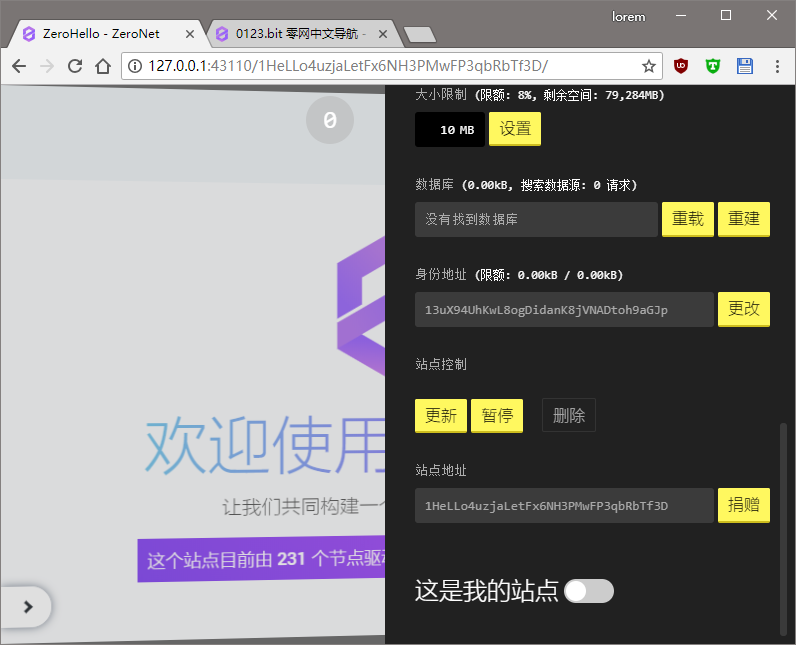 lorem
ZeroHello - ZeroNet
0123.bit 零网中文导航 -
127.0.0.1:43110/1HeLLo4uzjaLetFx6NH3PMwFP3qbRbTf3D/
0
大小限制 (限额: 8%, 剩余空间: 79,284MB)
10 MB 设置
数据库 (0.00kB, 搜索数据源: 0 请求)
没有找到数据库 重载 重建
身份地址 (限额: 0.00kB / 0.00kB)
13uX94UhKwL8ogDidanK8jVNADtoh9aGJp 更改
站点控制
更新 暂停 删除
站点地址
1HeLLo4uzjaLetFx6NH3PMwFP3qbRbTf3D 捐赠
这是我的站点
欢迎使用
让我们共同构建一个
这个站点目前由 231 个节点驱动